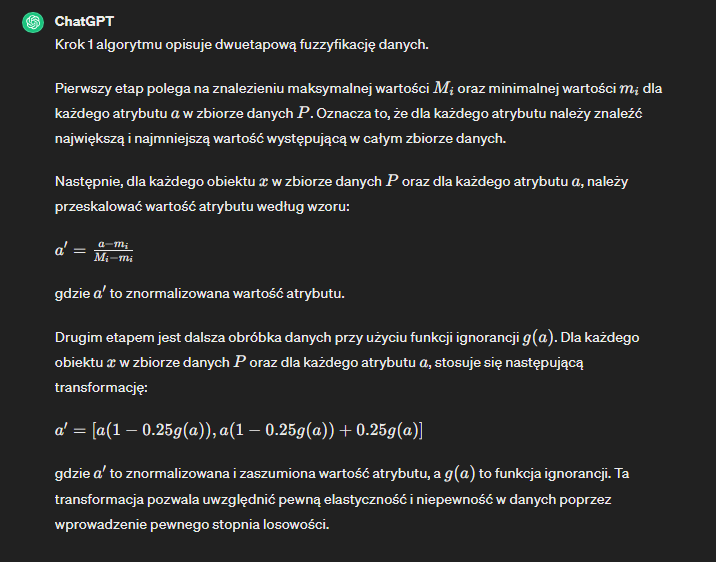 ChatGPT
Krok 1 algorytmu opisuje dwuetapową fuzzyfikację danych.
Pierwszy etap polega na znalezieniu maksymalnej wartości M_i oraz minimalnej wartości m_i dla
każdego atrybutu a w zbiorze danych P. Oznacza to, że dla każdego atrybutu należy znaleźć
największą i najmniejszą wartość występującą w całym zbiorze danych.
Następnie, dla każdego obiektu x w zbiorze danych P oraz dla każdego atrybutu a, należy
przeskalować wartość atrybutu według wzoru:
a′ = \frac{a−m_i}{M_i−m_i}
gdzie a′ to znormalizowana wartość atrybutu.
Drugim etapem jest dalsza obróbka danych przy użyciu funkcji ignorancji g(a). Dla każdego
obiektu x w zbiorze danych P oraz dla każdego atrybutu a, stosuje się następującą
transformację:
a′ = [a(1 − 0.25g(a)), a(1 − 0.25g(a)) + 0.25g(a)]
gdzie a′ to znormalizowana i zaszumiona wartość atrybutu, a g(a) to funkcja ignorancji. Ta
transformacja pozwala uwzględnić pewną elastyczność i niepewność w danych poprzez
wprowadzenie pewnego stopnia losowości.